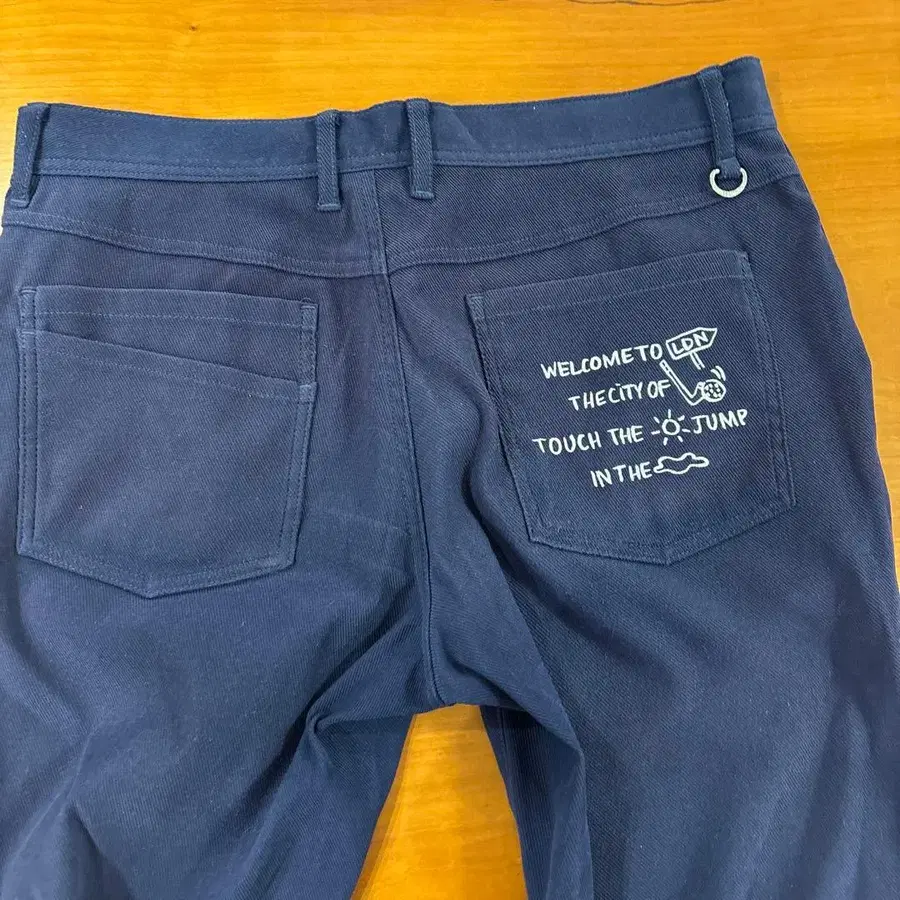 WELCOME TO LDN
THE CiTY OF
TOUCH THE JUMP
IN THE